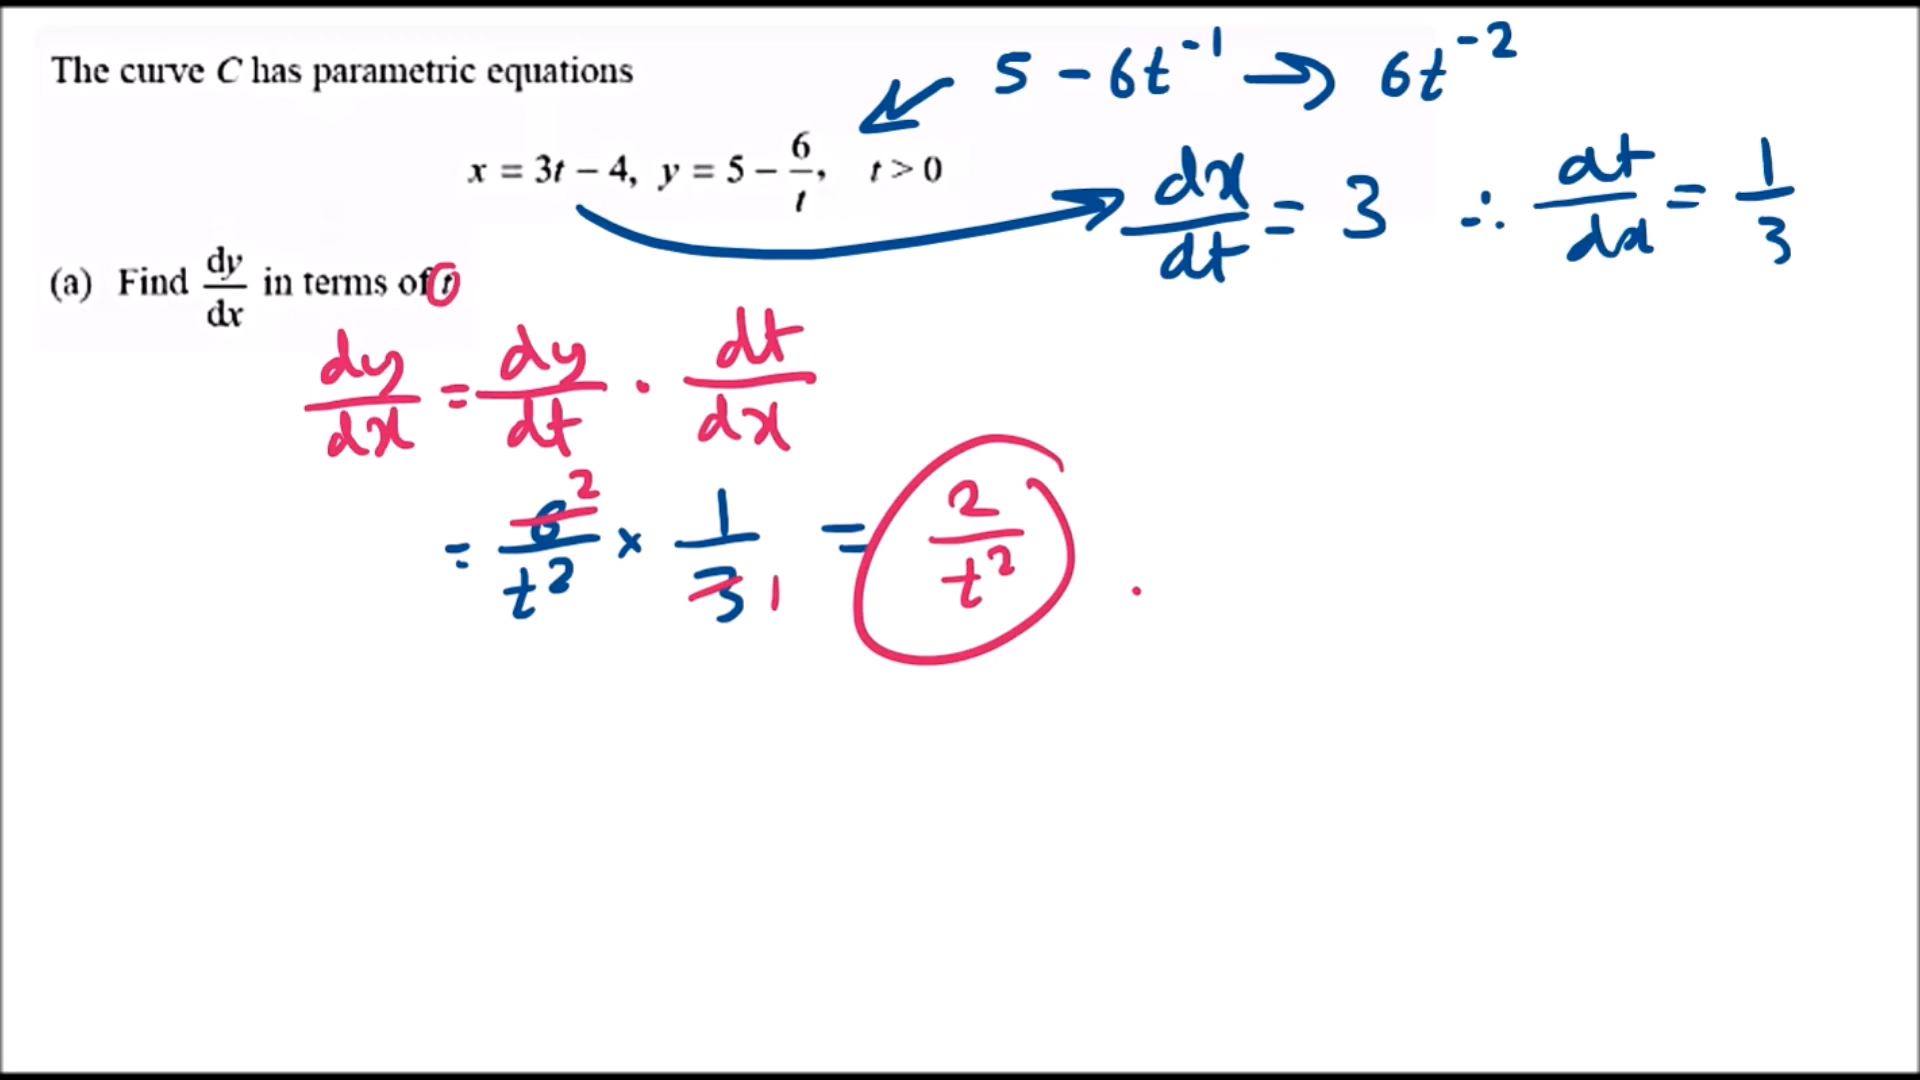 The curve C has parametric equations
5 - 6t⁻¹ → 6t⁻²
x = 3t – 4, y = 5 – 6/t, t > 0
dx/dt = 3 ∴ dt/dx = 1/3
(a) Find dy/dx in terms of t
dy/dx = dy/dt · dt/dx
= 6 2/t² × 1/3 1 = 2/t²